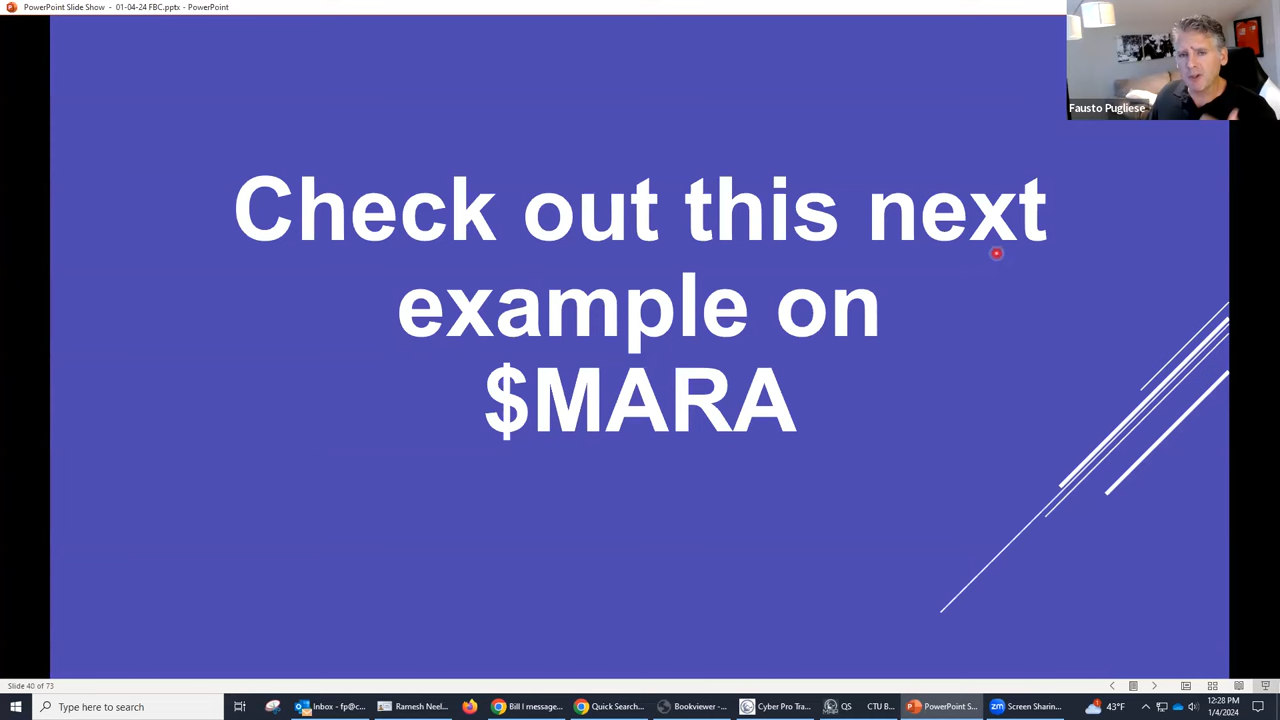 PowerPoint Slide Show - 01-04-24 FBC.pptx - PowerPoint
Fausto Pugliese
Check out this next
example on
$MARA
Slide 40 of 73
Type here to search
Inbox - fp@c...
Ramesh Neel...
Bill I messag...
Quick Search...
Bookviewer - ...
Cyber Pro Tra...
QS
CTU B...
PowerPoint S...
zm
Screen Sharin...
43°F
12:28 PM
1/4/2024